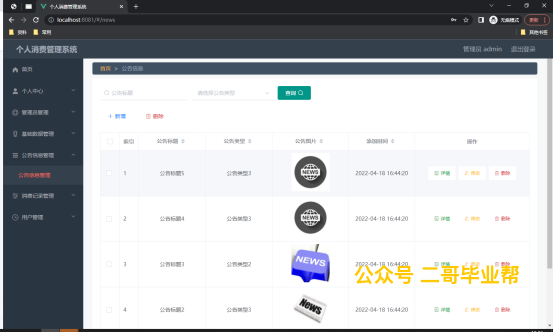 个人消费管理系统
localhost:8081/#/news
无痕模式
更新
资料
常用
其他书签
个人消费管理系统
管理员 admin
退出登录
首页
个人中心
管理员管理
基础数据管理
公告信息管理
公告信息管理
消费记录管理
用户管理
首页 > 公告信息
公告标题
请选择公告类型
查询
+ 新增
删除
索引 公告标题 公告类型 公告图片 添加时间 操作
1 公告标题5 公告类型3 NEWS 2022-04-18 16:44:20 详情 修改 删除
2 公告标题4 公告类型3 NEWS 2022-04-18 16:44:20 详情 修改 删除
3 公告标题3 公告类型2 NEWS 2022-04-18 16:44:20 详情 修改 删除
公众号 二哥毕业帮
4 公告标题2 公告类型3 News 2022-04-18 16:44:20 详情 修改 删除